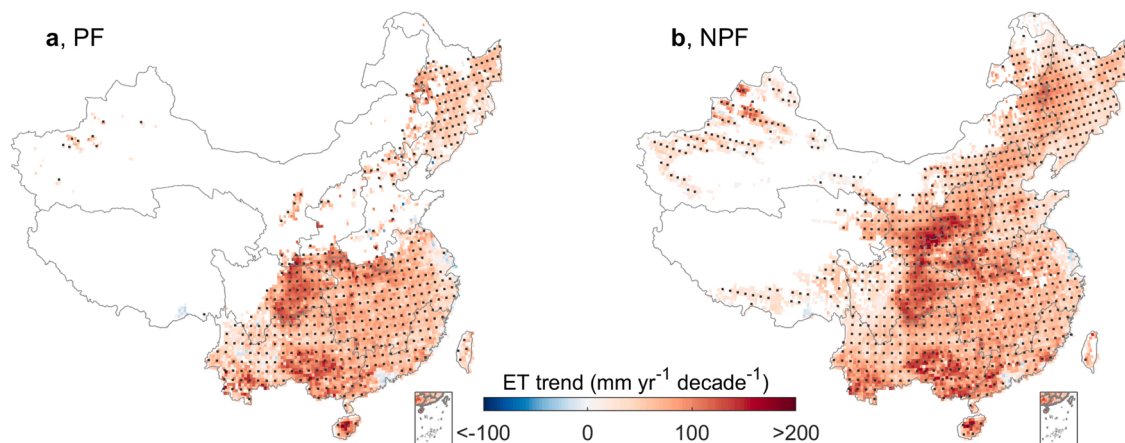 a, PF
b, NPF
ET trend (mm yr⁻¹ decade⁻¹)
<-100 0 100 >200